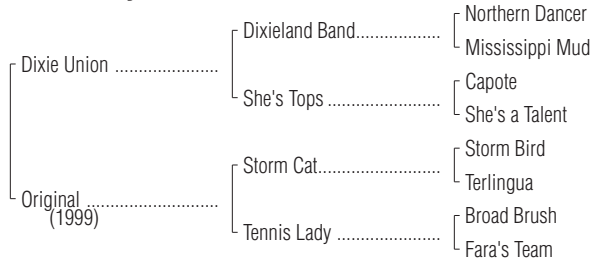 Northern Dancer
Dixieland Band..................
Mississippi Mud
Dixie Union ......................
Capote
She's Tops ........................
She's a Talent
Storm Bird
Storm Cat..........................
Terlingua
Original ............................
(1999)
Broad Brush
Tennis Lady ......................
Fara's Team